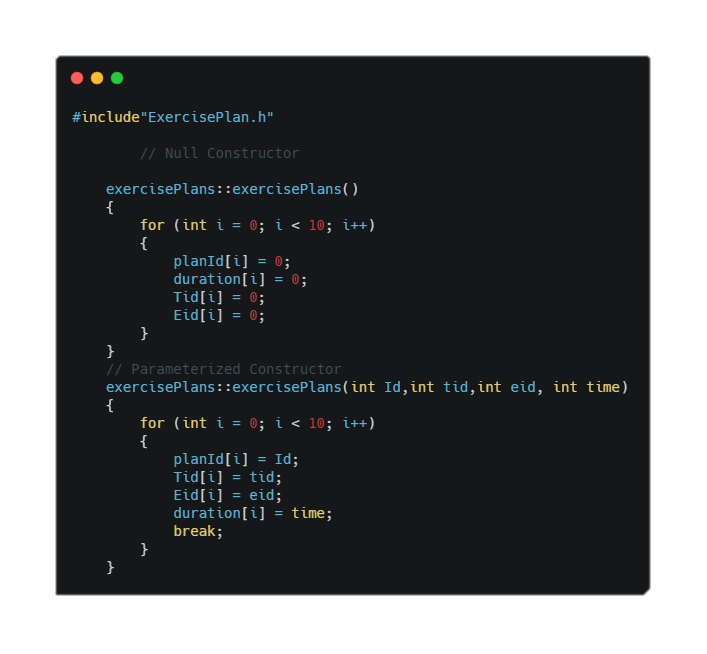 #include"ExercisePlan.h"
// Null Constructor
exercisePlans::exercisePlans()
{
for (int i = 0; i < 10; i++)
{
planId[i] = 0;
duration[i] = 0;
Tid[i] = 0;
Eid[i] = 0;
}
}
// Parameterized Constructor
exercisePlans::exercisePlans(int Id,int tid,int eid, int time)
{
for (int i = 0; i < 10; i++)
{
planId[i] = Id;
Tid[i] = tid;
Eid[i] = eid;
duration[i] = time;
break;
}
}